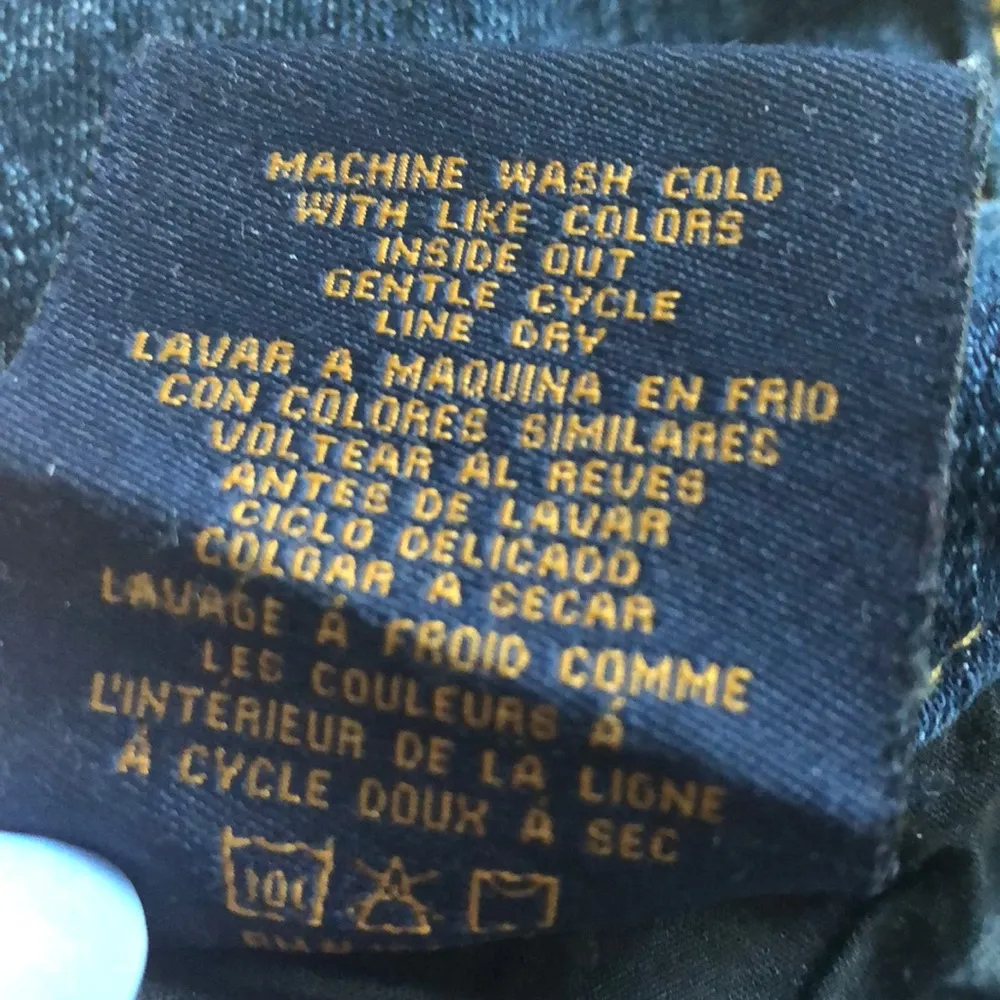 MACHINE WASH COLD
WITH LIKE COLORS
INSIDE OUT
GENTLE CYCLE
LINE DRY
LAVAR A MAQUINA EN FRIO
CON COLORES SIMILARES
VOLTEAR AL REVES
ANTES DE LAVAR
CICLO DELICADO
COLGAR A SECAR
LAVAGE À FROID COMME
LES COULEURS À
L'INTÉRIEUR DE LA LIGNE
À CYCLE DOUX À SEC